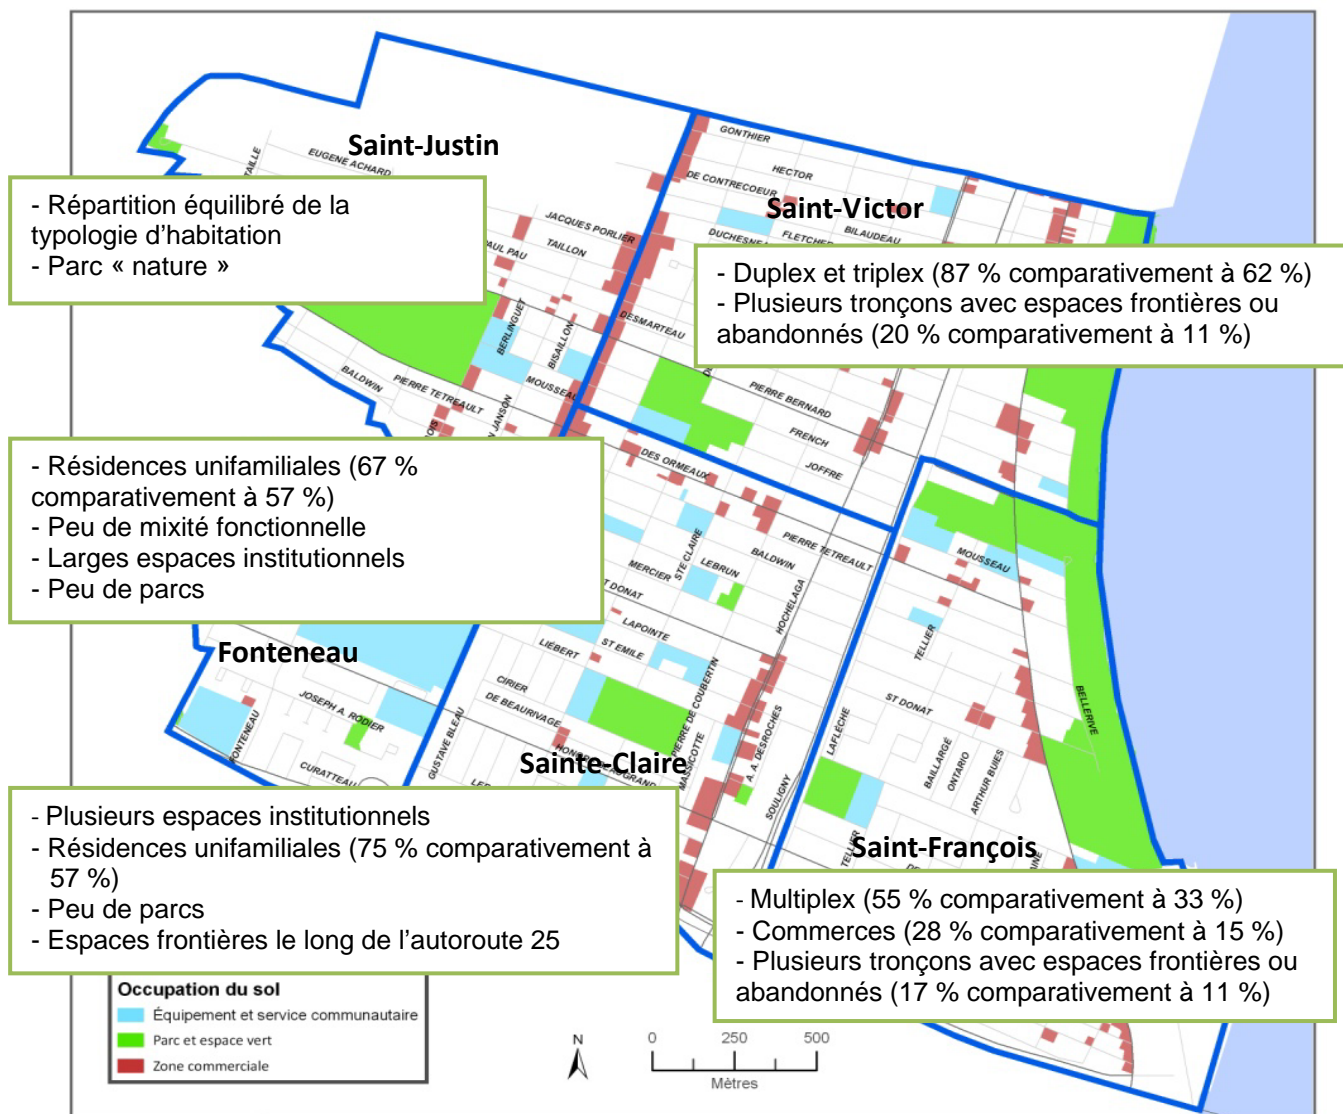 Saint-Justin
GONTHIER
HECTOR
DE CONTRECOEUR
EUGENE ACHARD
TAILLE
- Répartition équilibré de la
typologie d'habitation
- Parc « nature »
Saint-Victor
BILAUDEAU
FLETCHER
JACQUES PORLIER
TAILLON
- Duplex et triplex (87 % comparativement à 62 %)
- Plusieurs tronçons avec espaces frontières ou
abandonnés (20 % comparativement à 11 %)
BERLINGUET
BISAILLON
DESMARTEAU
BALDWIN
PIERRE TETREAULT
MOUSSEAU
PIERRE BERNARD
FRENCH
JOFFRE
- Résidences unifamiliales (67 %
comparativement à 57 %)
- Peu de mixité fonctionnelle
- Larges espaces institutionnels
- Peu de parcs
DES ORMEAUX
PIERRE TETREAULT
BALDWIN
STE CLAIRE
LEBRUN
MERCIER
HOCHELAGA
MOUSSEAU
TELLIER
LAPOINTE
ST EMILE
LIÉBERT
CIRIER
DE BEAURIVAGE
PIERRE DE COUBERTIN
MASSICOTTE
A. A. DESROCHES
SOULIGNY
LAFLÈCHE
ST DONAT
BAILLARGÉ
ONTARIO
ARTHUR BUIES
BELLERIVE
Fonteneau
JOSEPH A. RODIER
FONTENEAU
CURATTEAU
GUSTAVE BLEAU
Sainte-Claire
- Plusieurs espaces institutionnels
- Résidences unifamiliales (75 % comparativement à
57 %)
- Peu de parcs
- Espaces frontières le long de l'autoroute 25
TELLIER
Saint-François
- Multiplex (55 % comparativement à 33 %)
- Commerces (28 % comparativement à 15 %)
- Plusieurs tronçons avec espaces frontières ou
abandonnés (17 % comparativement à 11 %)
Occupation du sol
Équipement et service communautaire
Parc et espace vert
Zone commerciale
N
0 250 500
Mètres